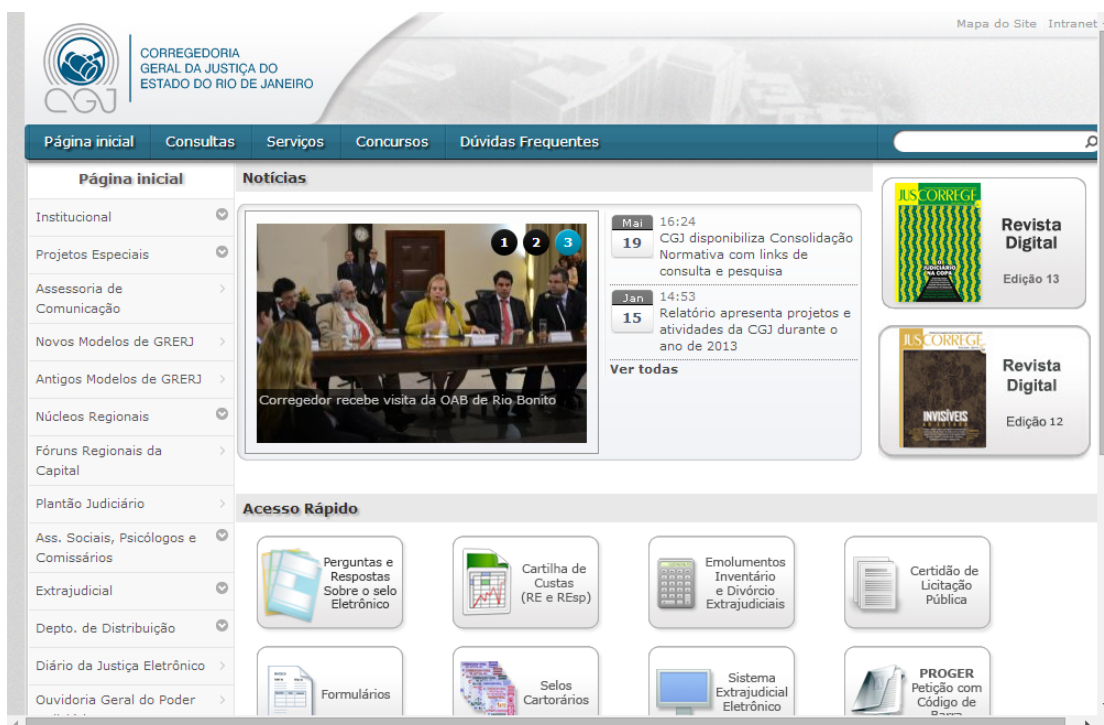 Mapa do Site Intranet
CORREGEDORIA
GERAL DA JUSTIÇA DO
ESTADO DO RIO DE JANEIRO
CGJ
Página inicial Consultas Serviços Concursos Dúvidas Frequentes
Página inicial
Institucional
Projetos Especiais
Assessoria de
Comunicação
Novos Modelos de GRERJ
Antigos Modelos de GRERJ
Núcleos Regionais
Fóruns Regionais da
Capital
Plantão Judiciário
Ass. Sociais, Psicólogos e
Comissários
Extrajudicial
Depto. de Distribuição
Diário da Justiça Eletrônico
Ouvidoria Geral do Poder
Notícias
1 2 3
Corregedor recebe visita da OAB de Rio Bonito
Mai 16:24
19 CGJ disponibiliza Consolidação
Normativa com links de
consulta e pesquisa
Jan 14:53
15 Relatório apresenta projetos e
atividades da CGJ durante o
ano de 2013
Ver todas
JUSCORREGE
O
JUDICIÁRIO
NA COPA
Revista
Digital
Edição 13
JUSCORREGE
INVISÍVEIS
Revista
Digital
Edição 12
Acesso Rápido
Perguntas e
Respostas
Sobre o selo
Eletrônico
Cartilha de
Custas
(RE e REsp)
Emolumentos
Inventário
e Divórcio
Extrajudiciais
Certidão de
Licitação
Pública
Formulários
Selos
Cartorários
Sistema
Extrajudicial
Eletrônico
PROGER
Petição com
Código de
Barra